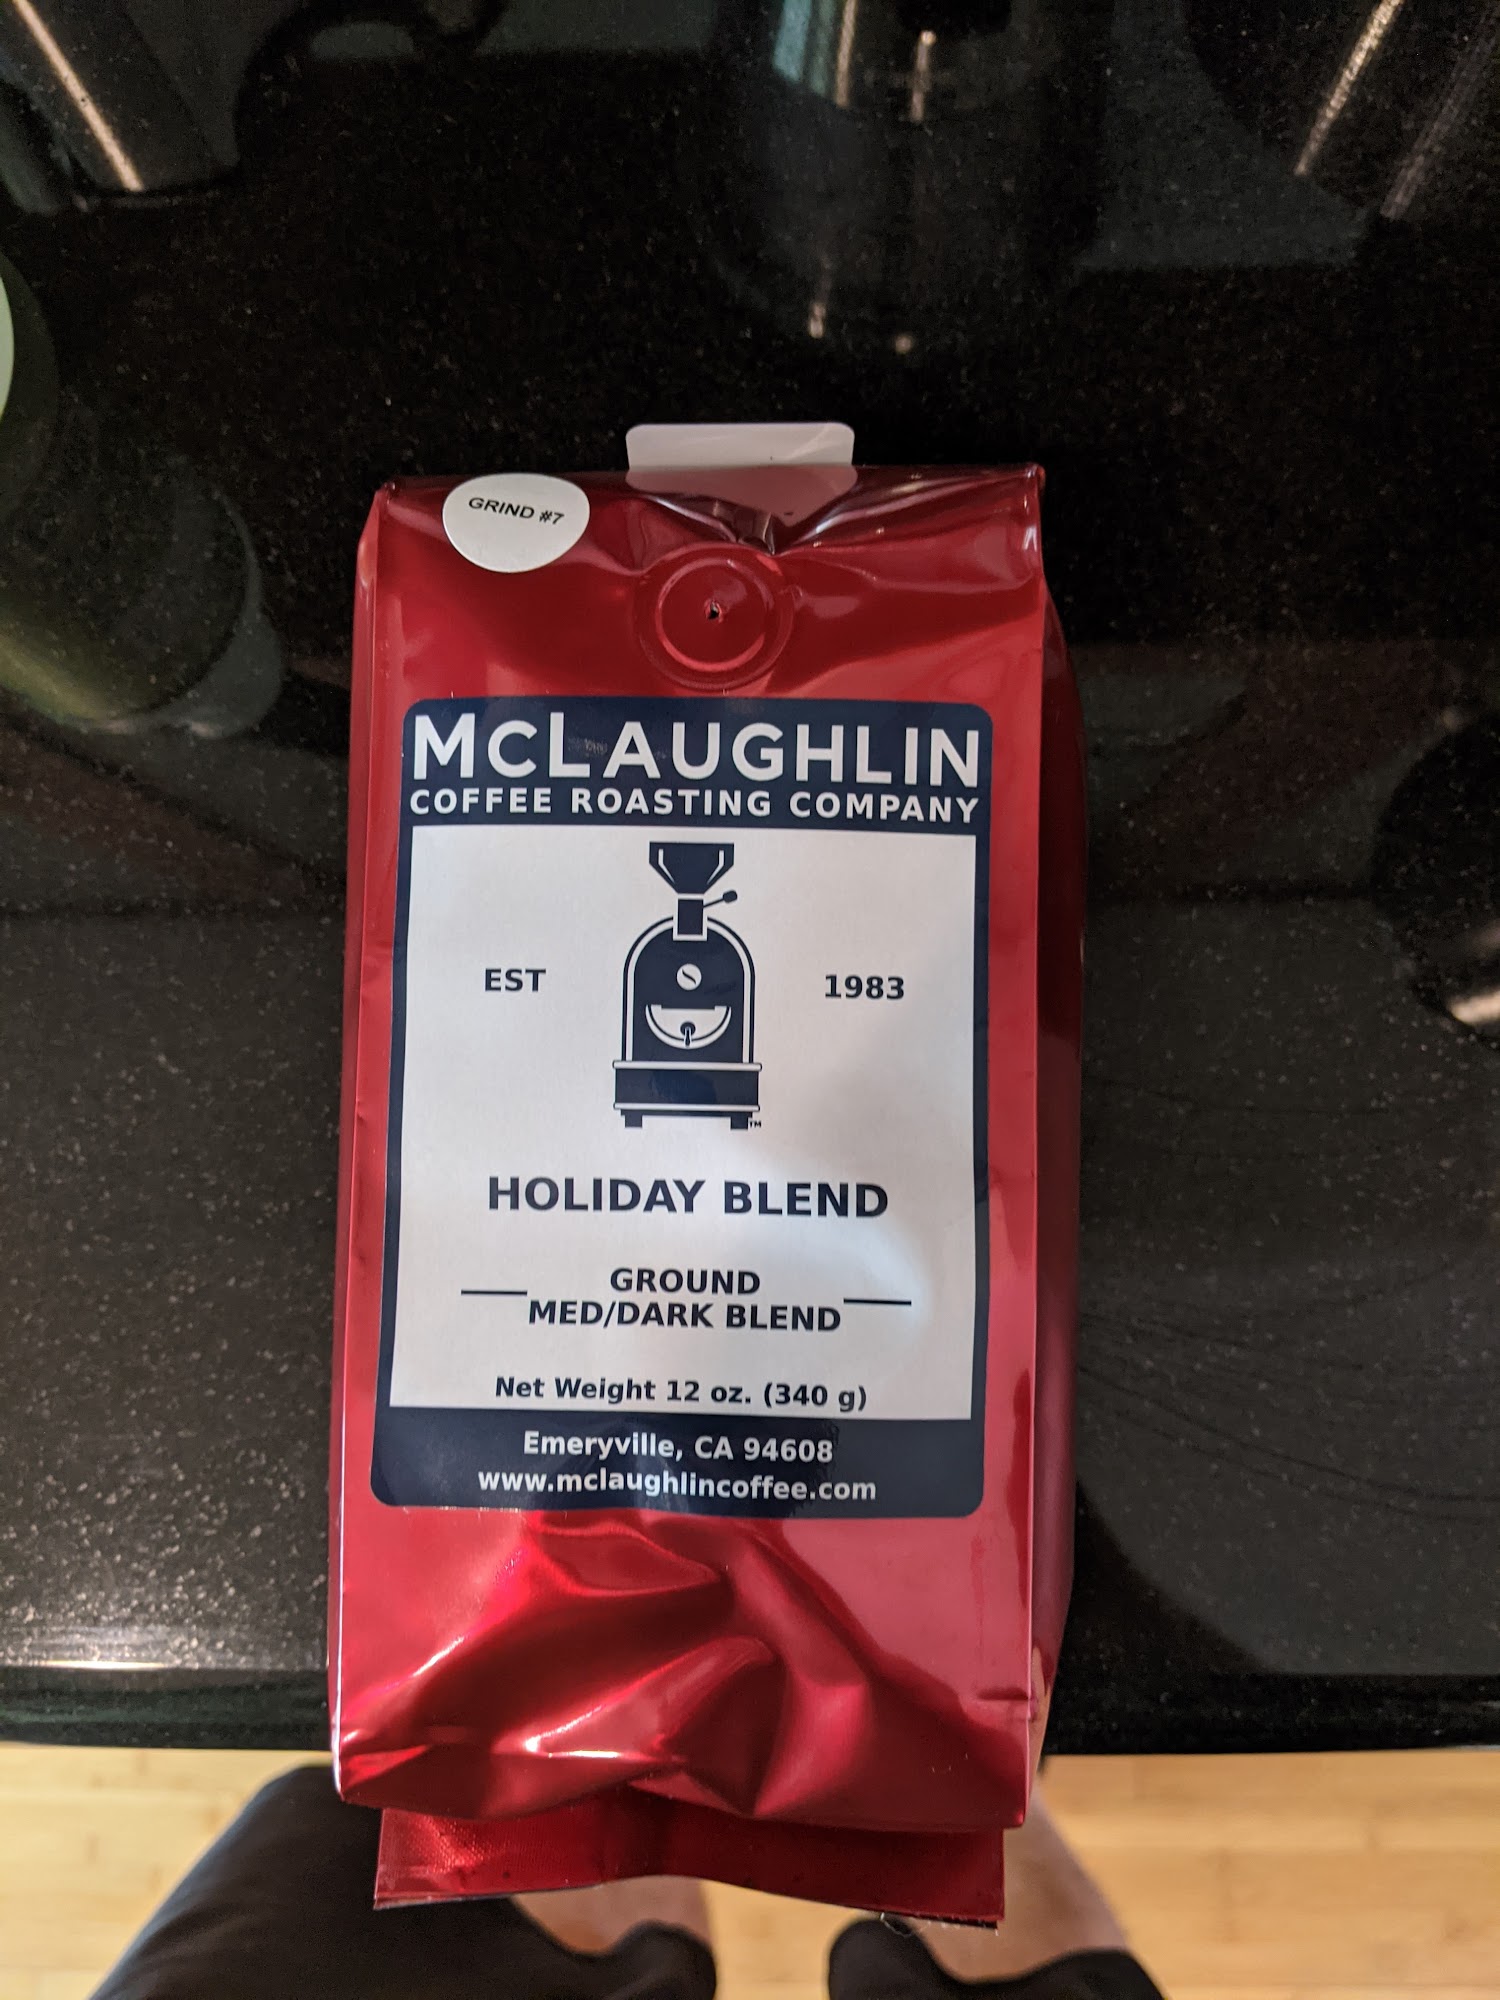 GRIND #7
MCLAUGHLIN
COFFEE ROASTING COMPANY
EST 1983
TM
HOLIDAY BLEND
GROUND
MED/DARK BLEND
Net Weight 12 oz. (340 g)
Emeryville, CA 94608
www.mclaughlincoffee.com